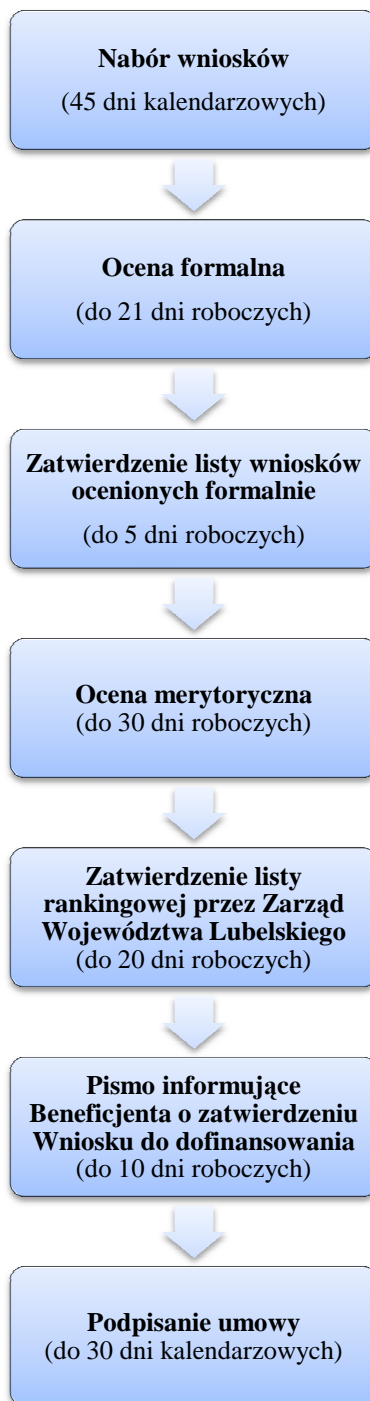 Nabór wniosków
(45 dni kalendarzowych)
Ocena formalna
(do 21 dni roboczych)
Zatwierdzenie listy wniosków
ocenionych formalnie
(do 5 dni roboczych)
Ocena merytoryczna
(do 30 dni roboczych)
Zatwierdzenie listy
rankingowej przez Zarząd
Województwa Lubelskiego
(do 20 dni roboczych)
Pismo informujące
Beneficjenta o zatwierdzeniu
Wniosku do dofinansowania
(do 10 dni roboczych)
Podpisanie umowy
(do 30 dni kalendarzowych)